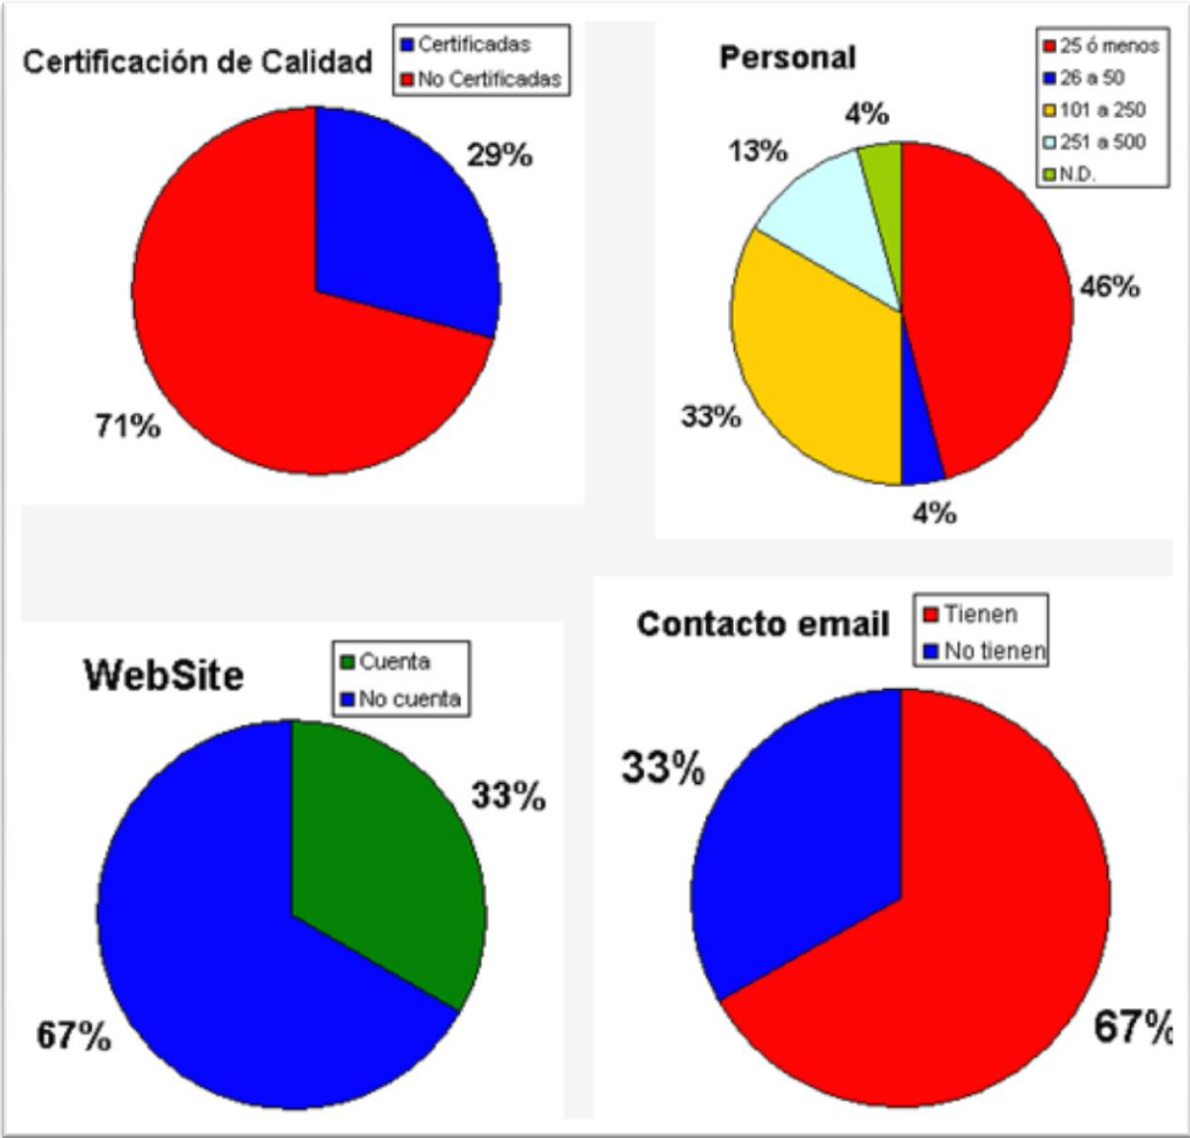 Certificación de Calidad
Certificadas
No Certificadas
29%
71%
Personal
25 ó menos
26 a 50
101 a 250
251 a 500
N.D.
4%
13%
46%
33%
4%
WebSite
Cuenta
No cuenta
33%
67%
Contacto email
Tienen
No tienen
33%
67%